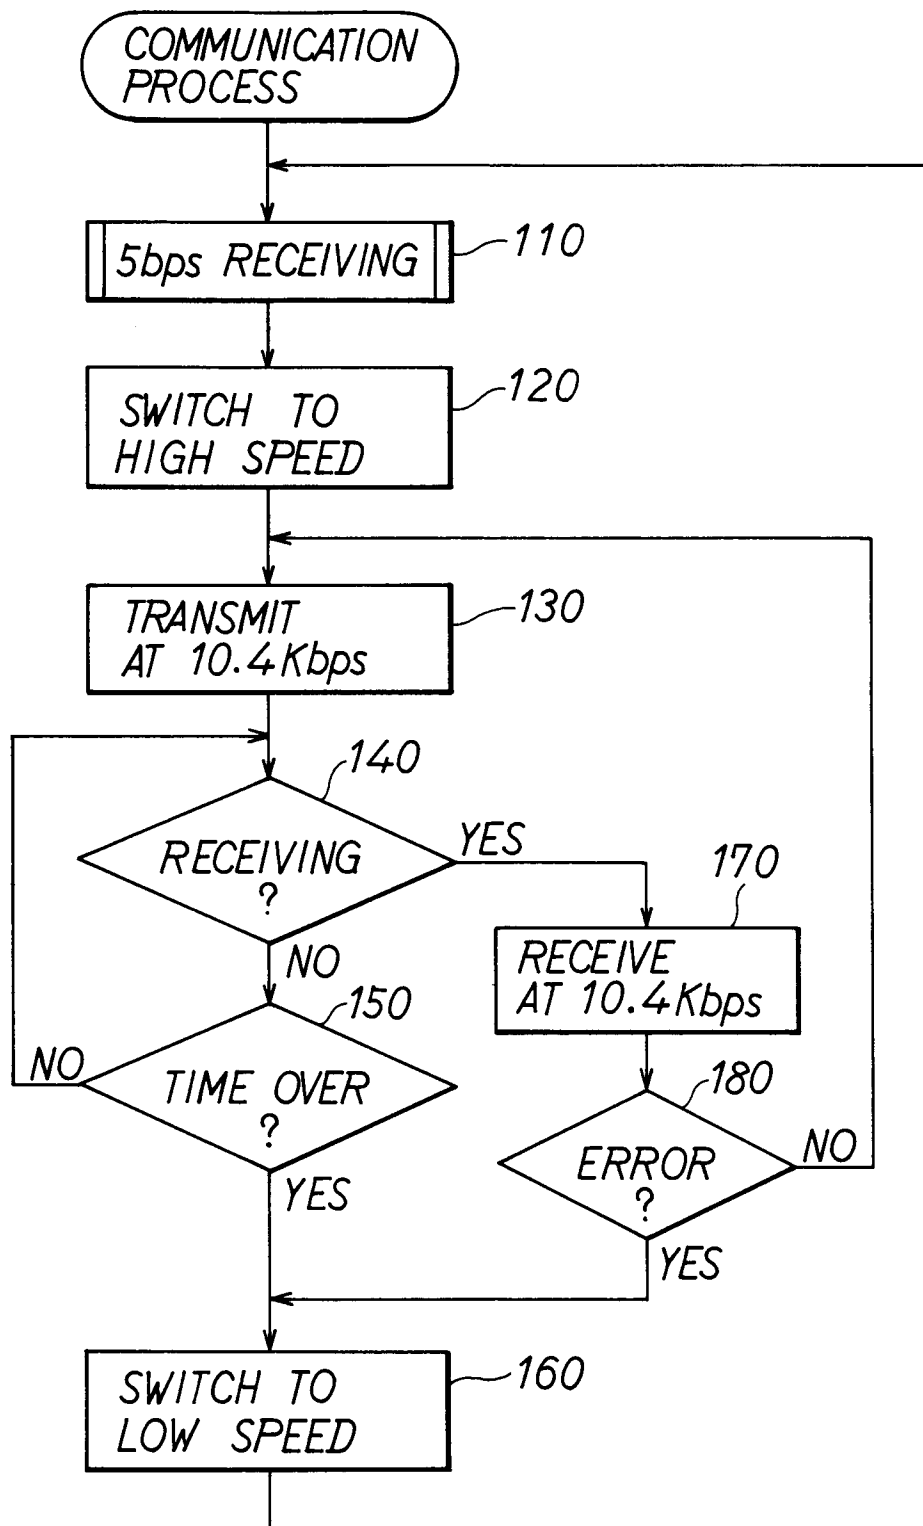 COMMUNICATION
PROCESS
5bps RECEIVING
110
SWITCH TO
HIGH SPEED
120
TRANSMIT
AT 10.4Kbps
130
140
RECEIVING
?
YES
NO
170
RECEIVE
AT 10.4Kbps
150
TIME OVER
?
NO
YES
180
ERROR
?
NO
YES
SWITCH TO
LOW SPEED
160